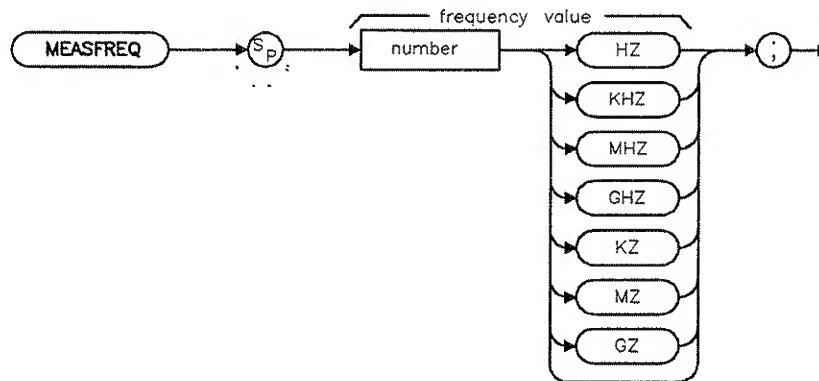 frequency value
MEASFREQ SP number HZ ;
KHZ
MHZ
GHZ
KZ
MZ
GZ